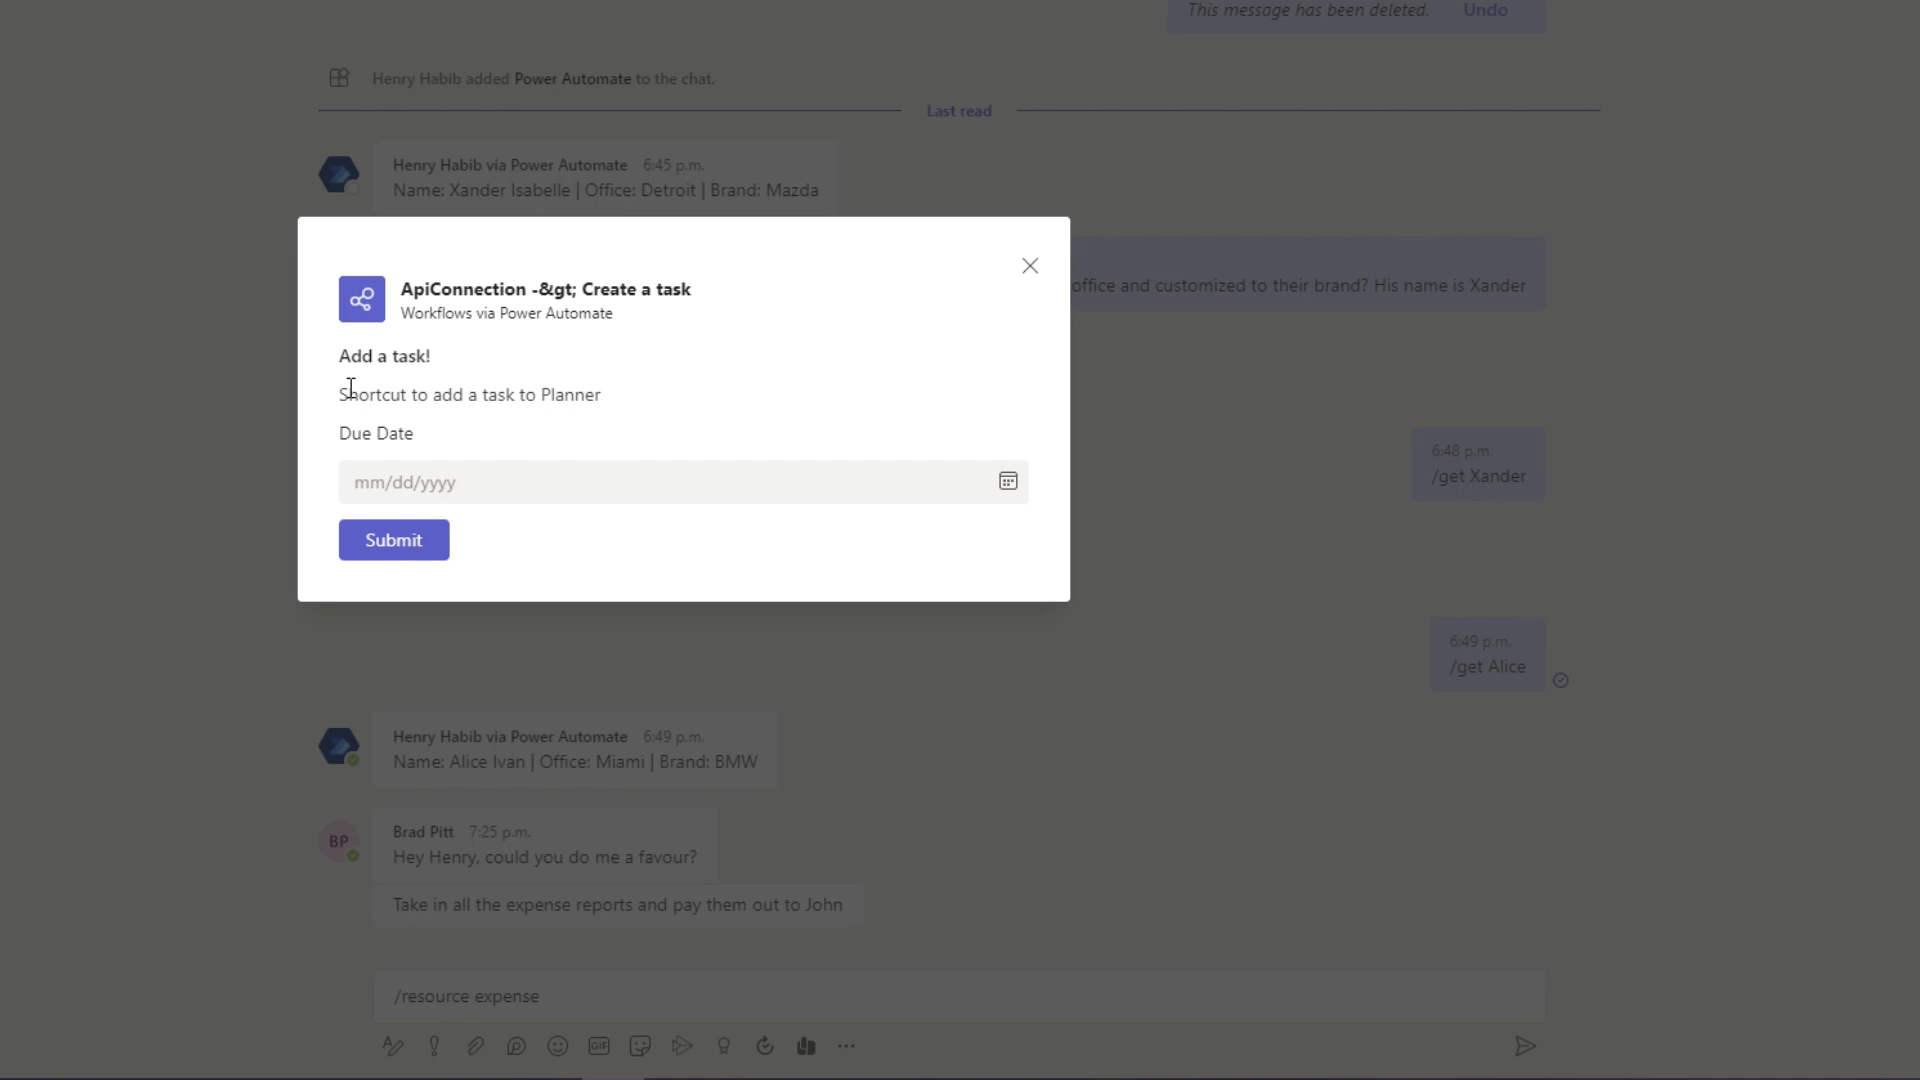 This message has been deleted. Undo
Henry Habib added Power Automate to the chat.
Last read
Henry Habib via Power Automate 6:45 p.m.
Name: Xander Isabelle | Office: Detroit | Brand: Mazda
office and customized to their brand? His name is Xander
ApiConnection -&gt; Create a task
Workflows via Power Automate
Add a task!
Shortcut to add a task to Planner
Due Date
mm/dd/yyyy
Submit
6:48 p.m.
/get Xander
6:49 p.m.
/get Alice
Henry Habib via Power Automate 6:49 p.m.
Name: Alice Ivan | Office: Miami | Brand: BMW
BP
Brad Pitt 7:25 p.m.
Hey Henry, could you do me a favour?
Take in all the expense reports and pay them out to John
/resource expense
GIF